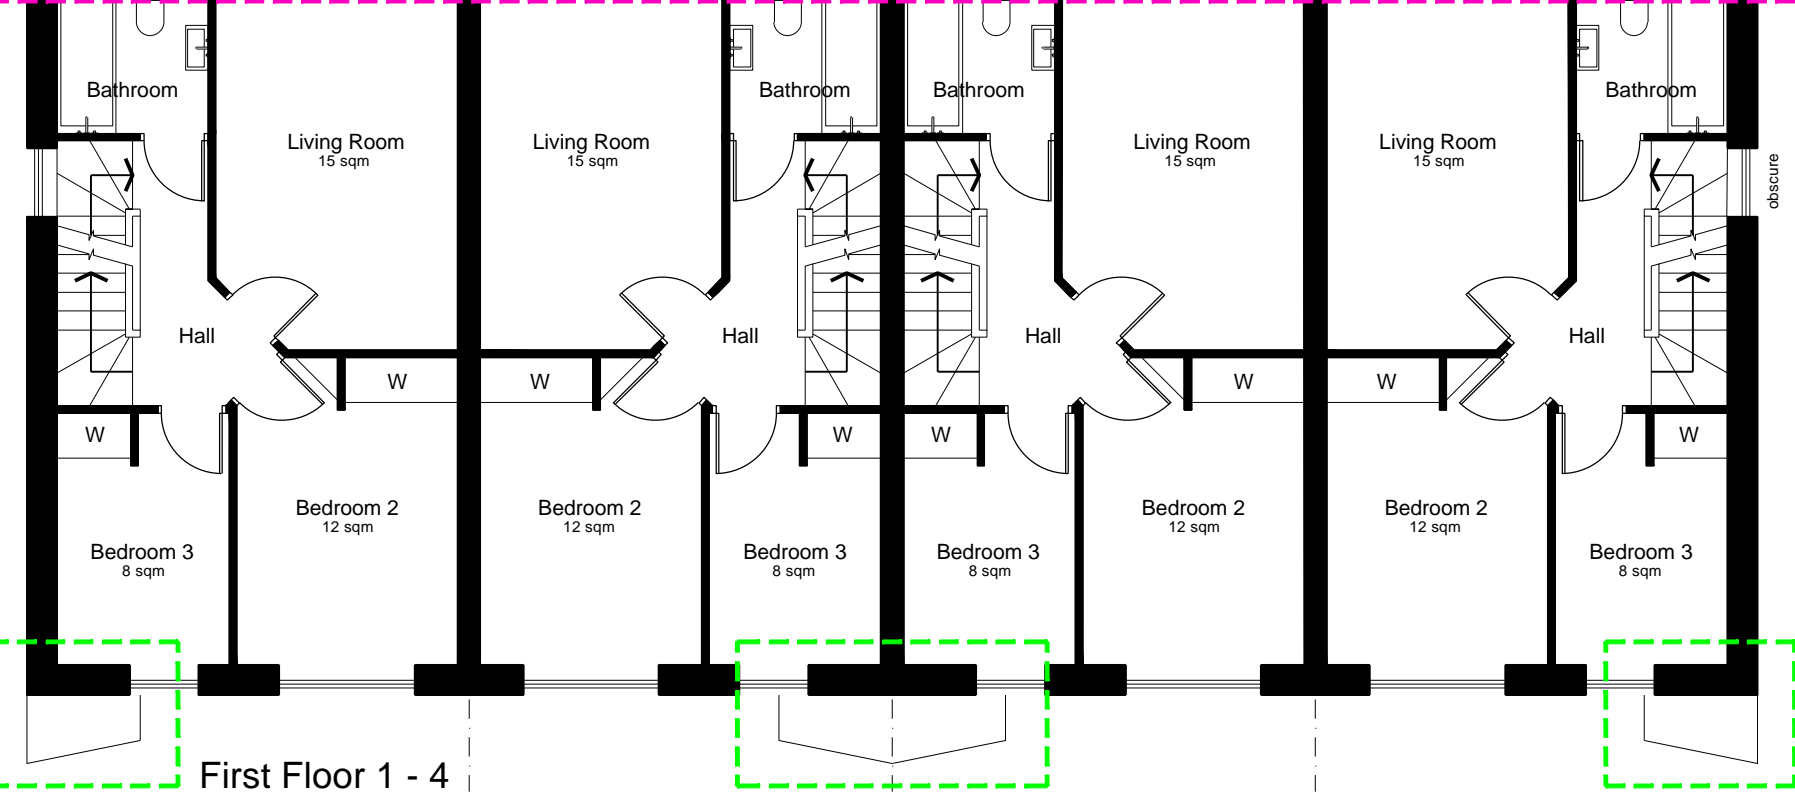 Bathroom
Bathroom
Bathroom
Bathroom
Living Room
15 sqm
Living Room
15 sqm
Living Room
15 sqm
Living Room
15 sqm
obscure
Hall
Hall
Hall
Hall
W
W
W
W
W
W
W
W
Bedroom 2
12 sqm
Bedroom 2
12 sqm
Bedroom 2
12 sqm
Bedroom 2
12 sqm
Bedroom 3
8 sqm
Bedroom 3
8 sqm
Bedroom 3
8 sqm
Bedroom 3
8 sqm
First Floor 1 - 4